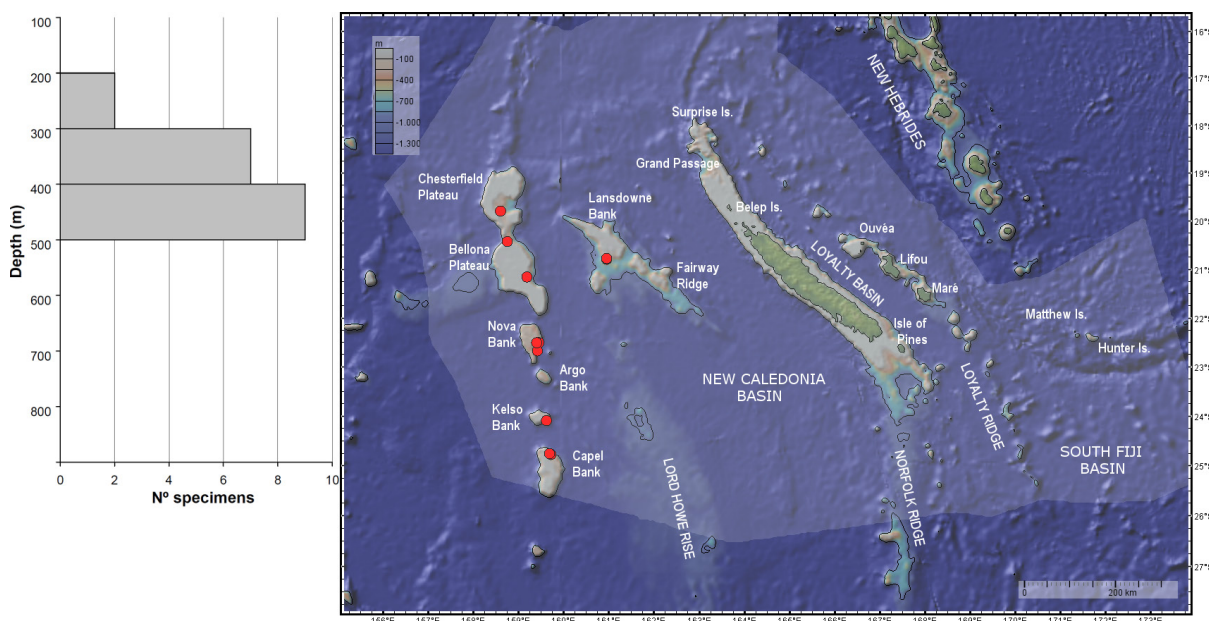 100
200
300
400
500
600
700
800
Depth (m)
0 2 4 6 8 10
Nº specimens
m
-100
-400
-700
-1.000
-1.300
NEW HEBRIDES
Surprise Is.
Grand Passage
Chesterfield
Plateau
Lansdowne
Bank
Belep Is.
Ouvéa
LOYALTY BASIN
Lifou
Bellona
Plateau
Fairway
Ridge
Maré
Matthew Is.
Isle of
Pines
Nova
Bank
Hunter Is.
Argo
Bank
NEW CALEDONIA
BASIN
LOYALTY RIDGE
Kelso
Bank
Capel
Bank
SOUTH FIJI
BASIN
LORD HOWE RISE
NORFOLK RIDGE
0 200 km
16°S
17°S
18°S
19°S
20°S
21°S
22°S
23°S
24°S
25°S
26°S
27°S